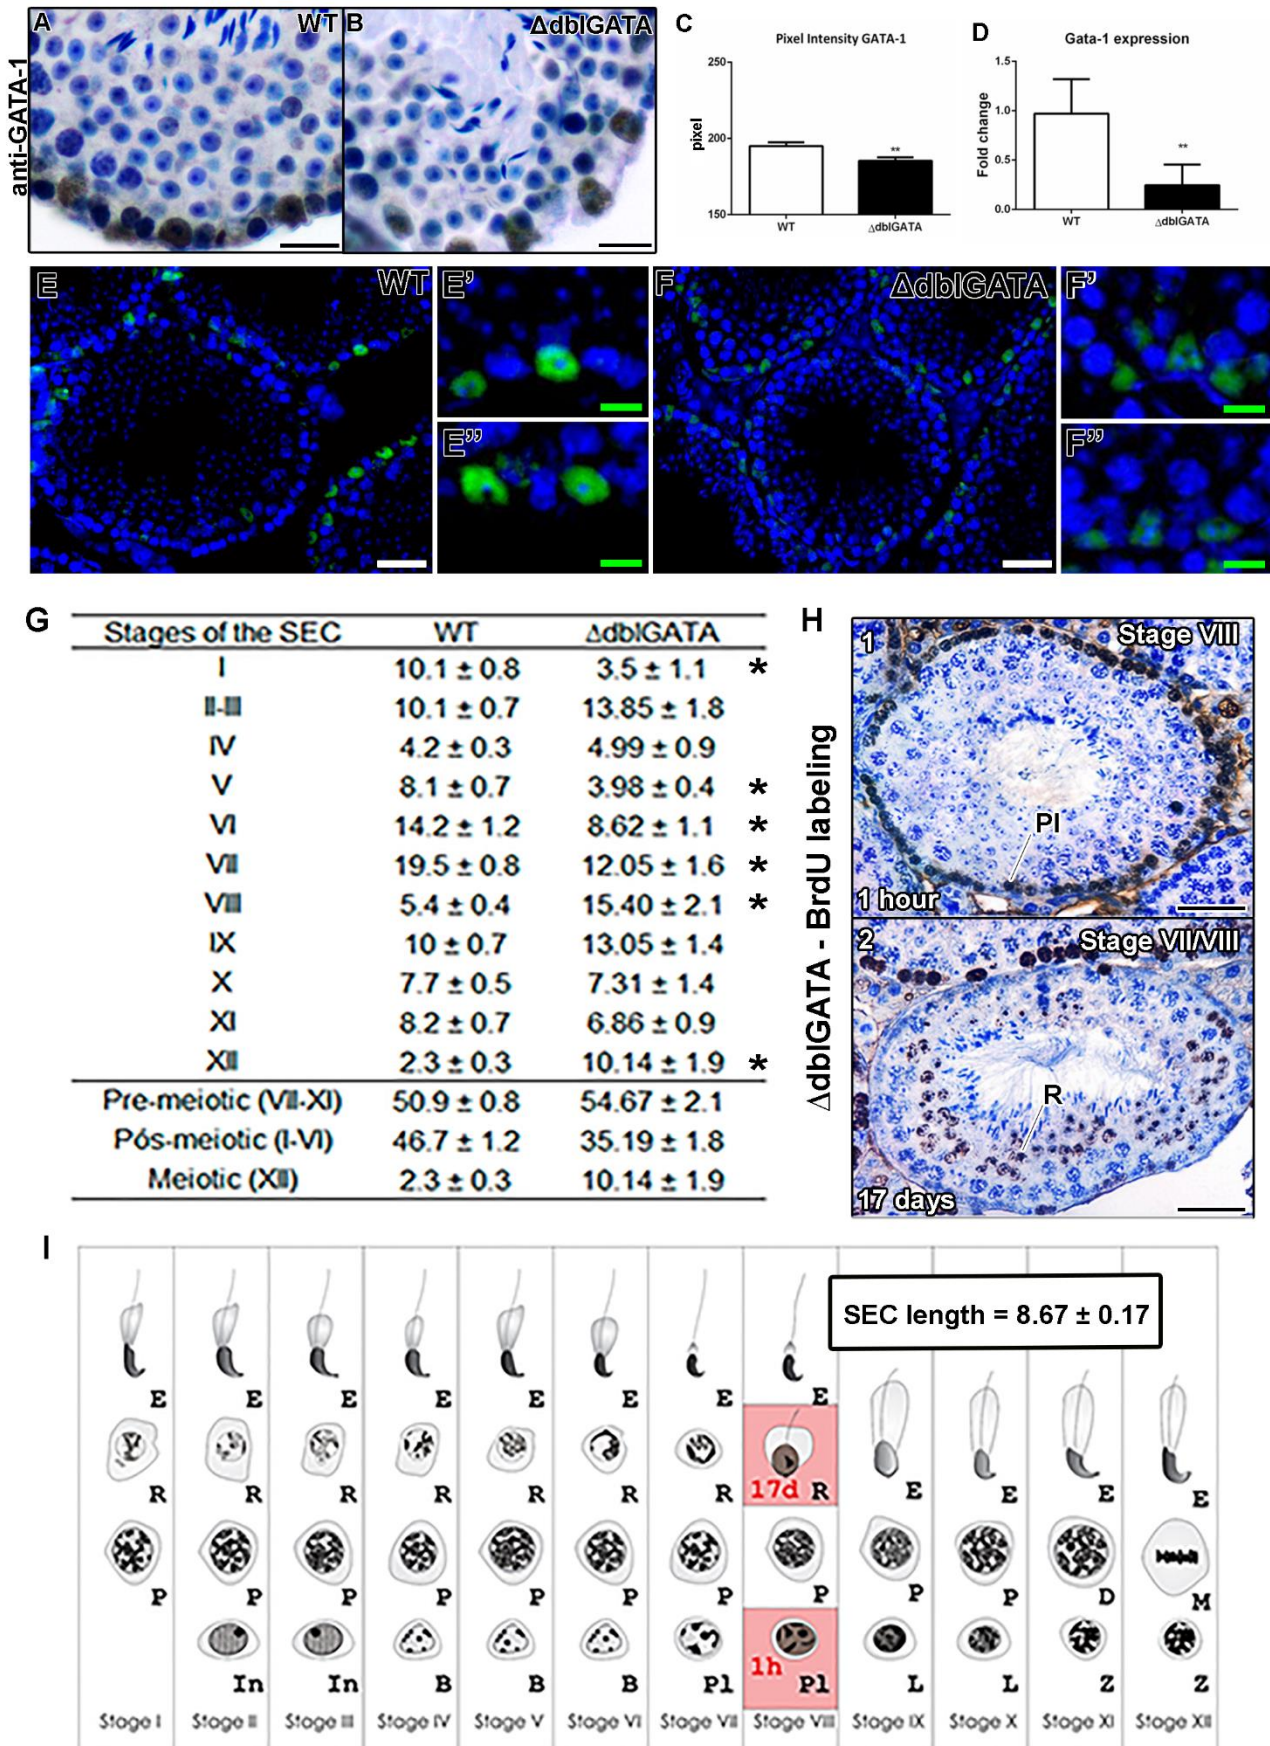 A
WT
B
ΔdblGATA
anti-GATA-1
C
Pixel Intensity GATA-1
250
200
150
pixel
**
WT
ΔdblGATA
D
Gata-1 expression
1.5
1.0
0.5
0.0
Fold change
**
WT
ΔdblGATA
E
WT
E'
E''
F
ΔdblGATA
F'
F''
G
Stages of the SEC WT ΔdblGATA
I 10.1 ± 0.8 3.5 ± 1.1 *
II-III 10.1 ± 0.7 13.85 ± 1.8
IV 4.2 ± 0.3 4.99 ± 0.9
V 8.1 ± 0.7 3.98 ± 0.4 *
VI 14.2 ± 1.2 8.62 ± 1.1 *
VII 19.5 ± 0.8 12.05 ± 1.6 *
VIII 5.4 ± 0.4 15.40 ± 2.1 *
IX 10 ± 0.7 13.05 ± 1.4
X 7.7 ± 0.5 7.31 ± 1.4
XI 8.2 ± 0.7 6.86 ± 0.9
XII 2.3 ± 0.3 10.14 ± 1.9 *
Pre-meiotic (VII-XI) 50.9 ± 0.8 54.67 ± 2.1
Pós-meiotic (I-VI) 46.7 ± 1.2 35.19 ± 1.8
Meiotic (XII) 2.3 ± 0.3 10.14 ± 1.9
H
ΔdblGATA - BrdU labeling
1
Stage VIII
Pl
1 hour
2
Stage VII/VIII
R
17 days
I
SEC length = 8.67 ± 0.17
E E E E E E E E
R R R R R R R 17d R E E E E
P P P P P P P P P P D M
In In B B B Pl 1h Pl L L Z Z
Stage I Stage II Stage III Stage IV Stage V Stage VI Stage VII Stage VIII Stage IX Stage X Stage XI Stage XII